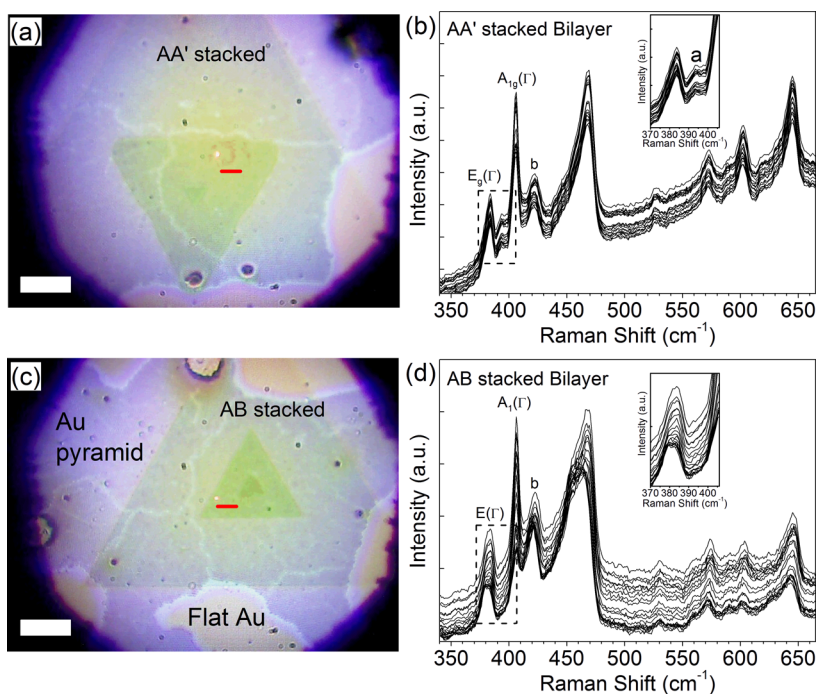 (a)
AA' stacked
(b)
AA' stacked Bilayer
A1g(Γ)
b
Eg(Γ)
a
Intensity (a.u.)
370 380 390 400
Raman Shift (cm-1)
Intensity (a.u.)
350 400 450 500 550 600 650
Raman Shift (cm-1)
(c)
AB stacked
Au
pyramid
Flat Au
(d)
AB stacked Bilayer
A1(Γ)
b
E(Γ)
Intensity (a.u.)
370 380 390 400
Raman Shift (cm-1)
Intensity (a.u.)
350 400 450 500 550 600 650
Raman Shift (cm-1)